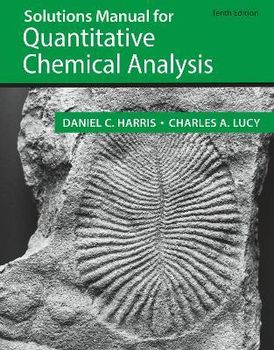 Solutions Manual for
Tenth Edition
Quantitative
Chemical Analysis
DANIEL C. HARRIS • CHARLES A. LUCY